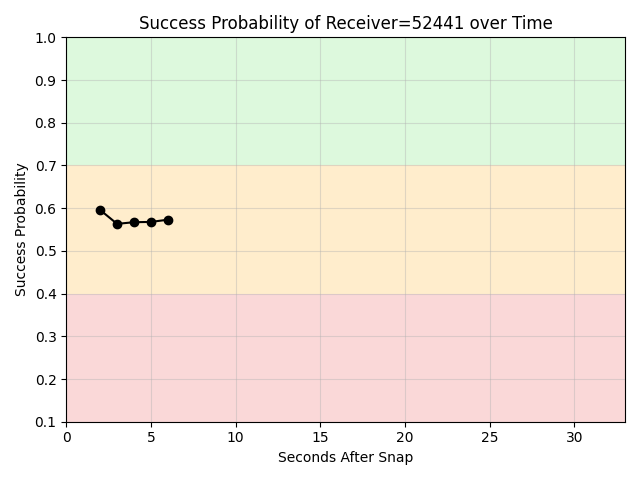 Success Probability of Receiver=52441 over Time
Success Probability
1.0
0.9
0.8
0.7
0.6
0.5
0.4
0.3
0.2
0.1
0 5 10 15 20 25 30
Seconds After Snap